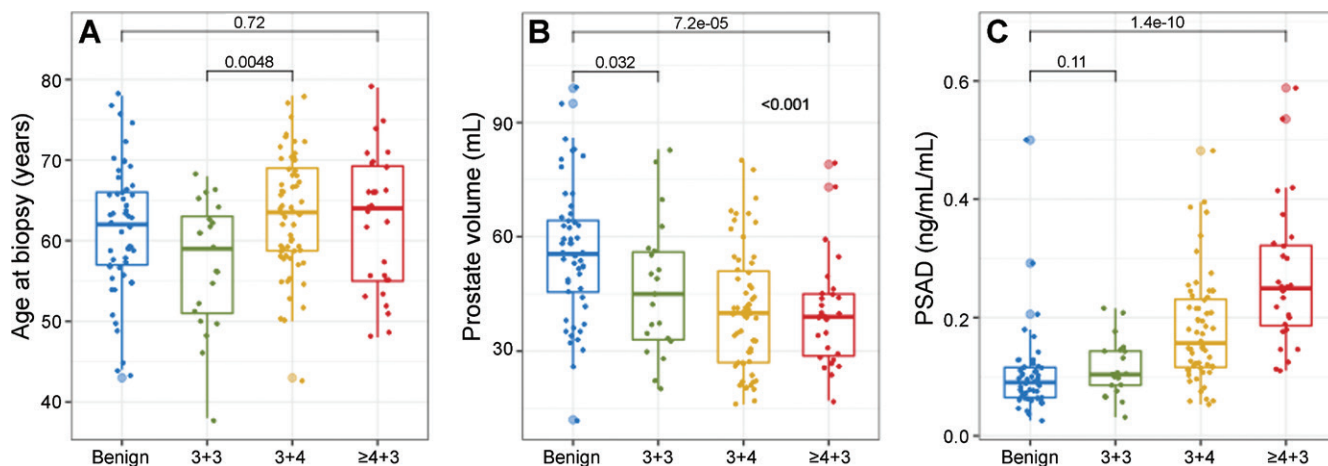 A
0.72
0.0048
Age at biopsy (years)
80
70
60
50
40
Benign 3+3 3+4 ≥4+3
B
7.2e-05
0.032
<0.001
Prostate volume (mL)
90
60
30
Benign 3+3 3+4 ≥4+3
C
1.4e-10
0.11
PSAD (ng/mL/mL)
0.6
0.4
0.2
0.0
Benign 3+3 3+4 ≥4+3